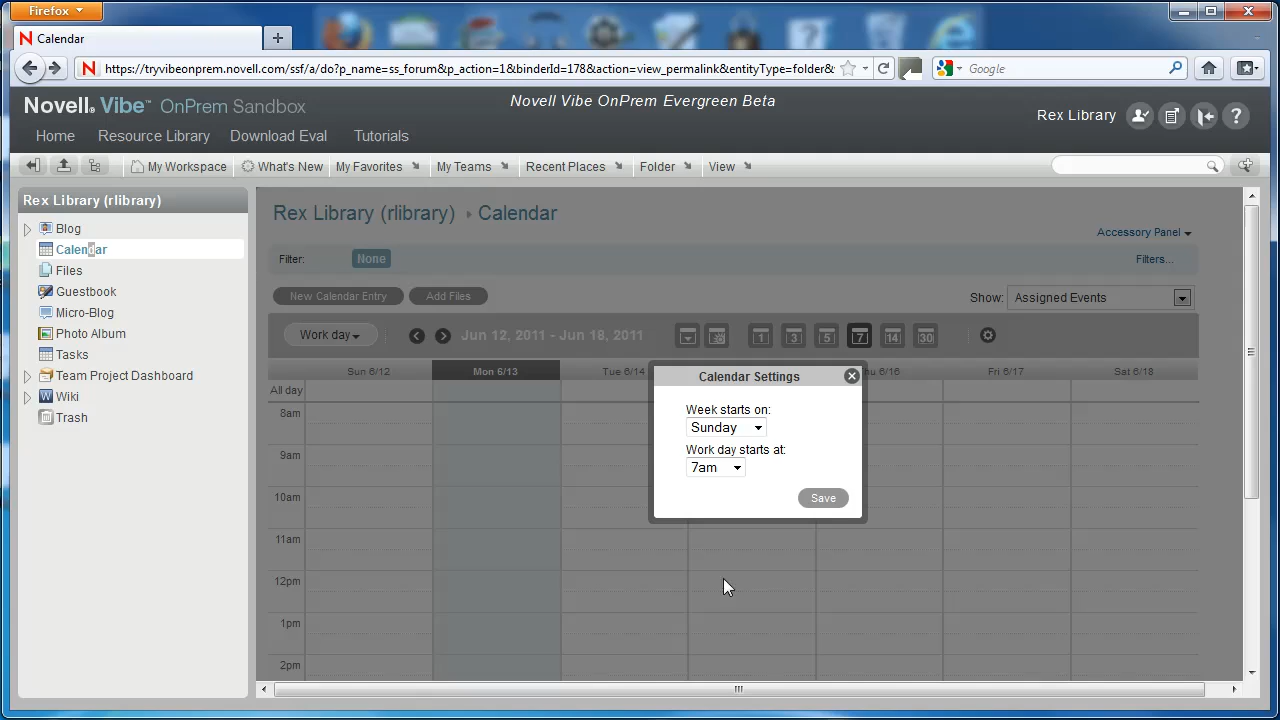 Firefox
Calendar
https://tryvibeonprem.novell.com/ssf/a/do?p_name=ss_forum&p_action=1&binderId=178&action=view_permalink&entityType=folder&
Google
Novell® Vibe™ OnPrem Sandbox
Novell Vibe OnPrem Evergreen Beta
Rex Library
Home Resource Library Download Eval Tutorials
My Workspace What's New My Favorites My Teams Recent Places Folder View
Rex Library (rlibrary)
Blog
Calendar
Files
Guestbook
Micro-Blog
Photo Album
Tasks
Team Project Dashboard
Wiki
Trash
Rex Library (rlibrary) Calendar
Accessory Panel
Filter: None Filters...
New Calendar Entry Add Files Show: Assigned Events
Work day Jun 12, 2011 - Jun 18, 2011 1 3 5 7 14 30
Sun 6/12 Mon 6/13 Tue 6/14 Thu 6/16 Fri 6/17 Sat 6/18
All day
8am
9am
10am
11am
12pm
1pm
2pm
Calendar Settings
Week starts on:
Sunday
Work day starts at:
7am
Save